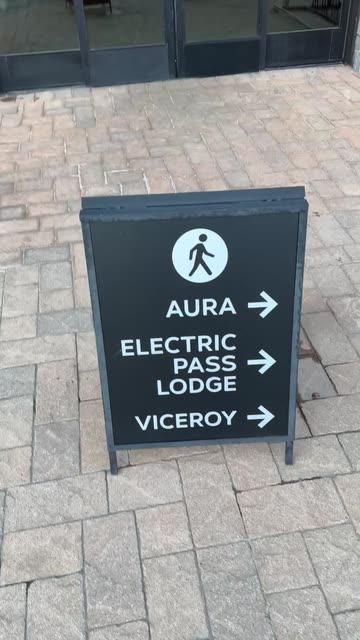 AURA →
ELECTRIC
PASS →
LODGE
VICEROY →